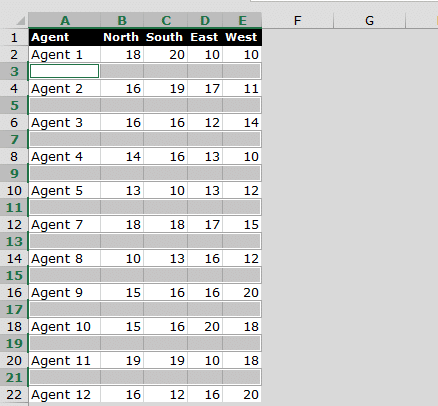 A B C D E F G
1 Agent North South East West
2 Agent 1 18 20 10 10
3
4 Agent 2 16 19 17 11
5
6 Agent 3 16 16 12 14
7
8 Agent 4 14 16 13 10
9
10 Agent 5 13 10 13 12
11
12 Agent 7 18 18 17 15
13
14 Agent 8 10 13 16 12
15
16 Agent 9 15 16 16 20
17
18 Agent 10 15 16 20 18
19
20 Agent 11 19 19 10 18
21
22 Agent 12 16 12 16 20